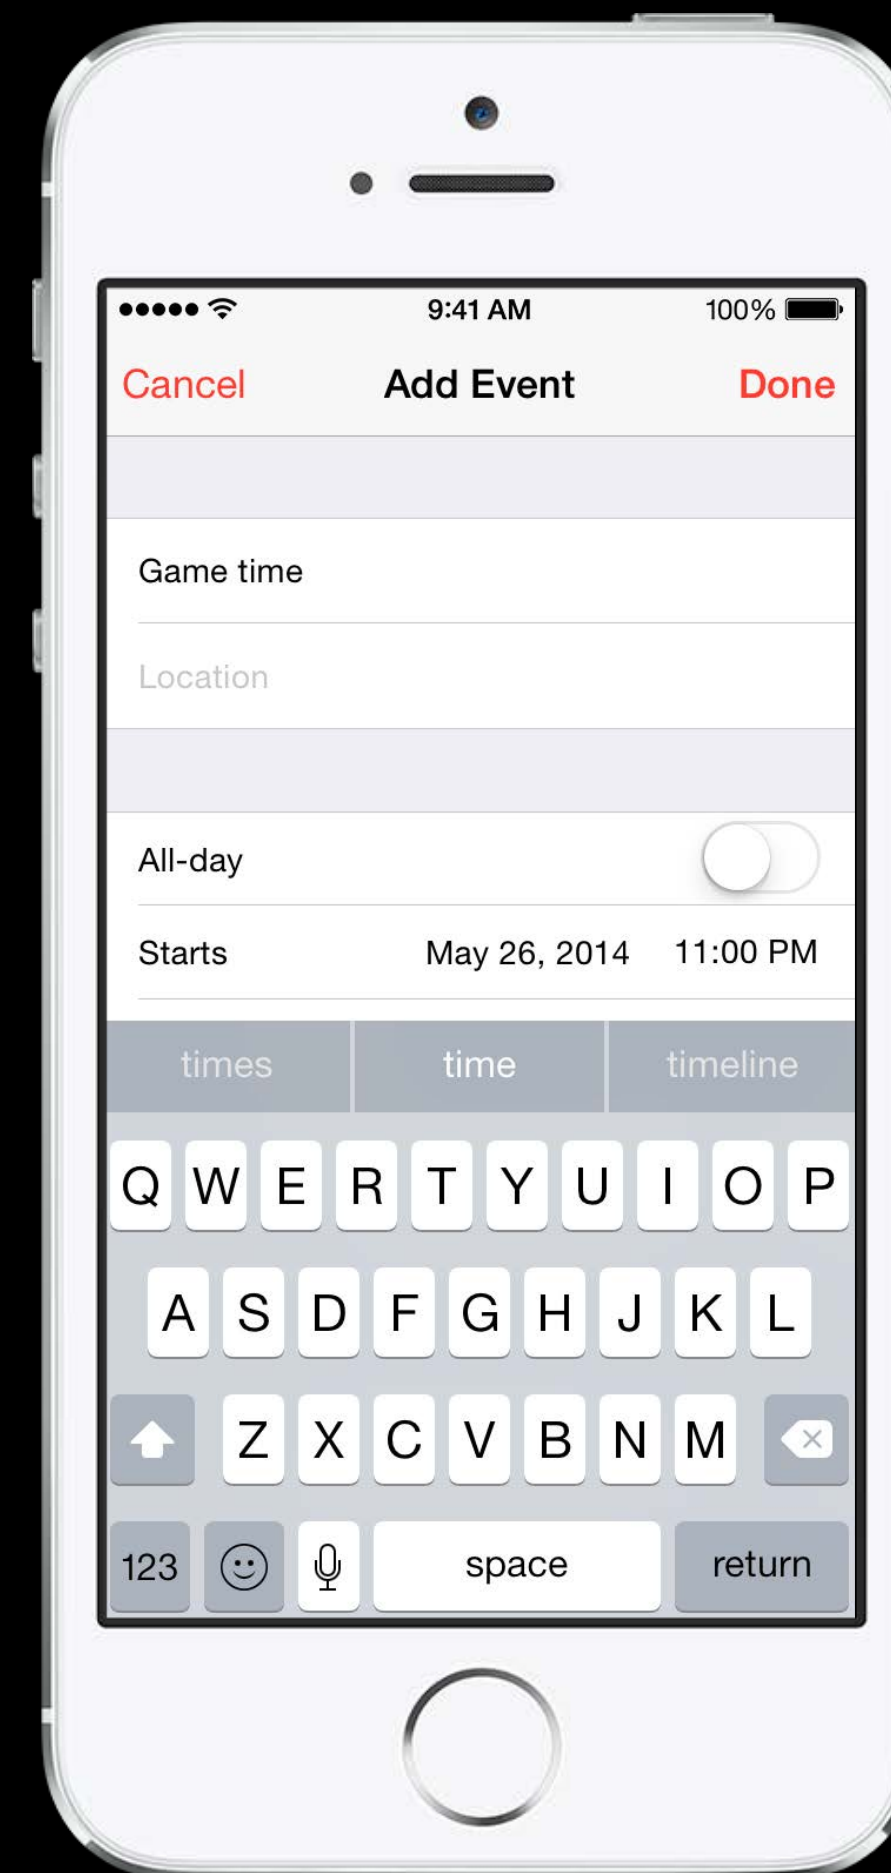 9:41 AM 100%
Cancel Add Event Done
Game time
Location
All-day
Starts May 26, 2014 11:00 PM
times time timeline
Q W E R T Y U I O P
A S D F G H J K L
Z X C V B N M
123 space return